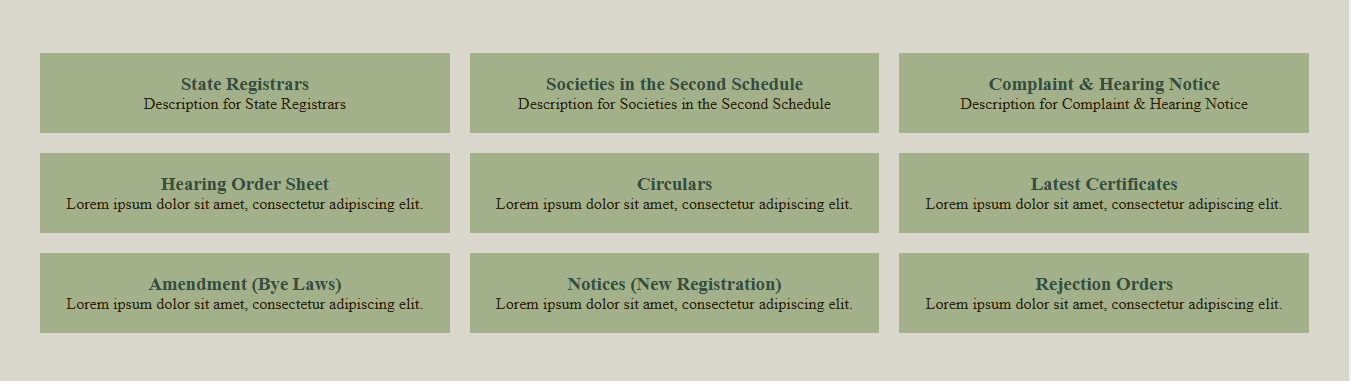 State Registrars
Description for State Registrars
Societies in the Second Schedule
Description for Societies in the Second Schedule
Complaint & Hearing Notice
Description for Complaint & Hearing Notice
Hearing Order Sheet
Lorem ipsum dolor sit amet, consectetur adipiscing elit.
Circulars
Lorem ipsum dolor sit amet, consectetur adipiscing elit.
Latest Certificates
Lorem ipsum dolor sit amet, consectetur adipiscing elit.
Amendment (Bye Laws)
Lorem ipsum dolor sit amet, consectetur adipiscing elit.
Notices (New Registration)
Lorem ipsum dolor sit amet, consectetur adipiscing elit.
Rejection Orders
Lorem ipsum dolor sit amet, consectetur adipiscing elit.